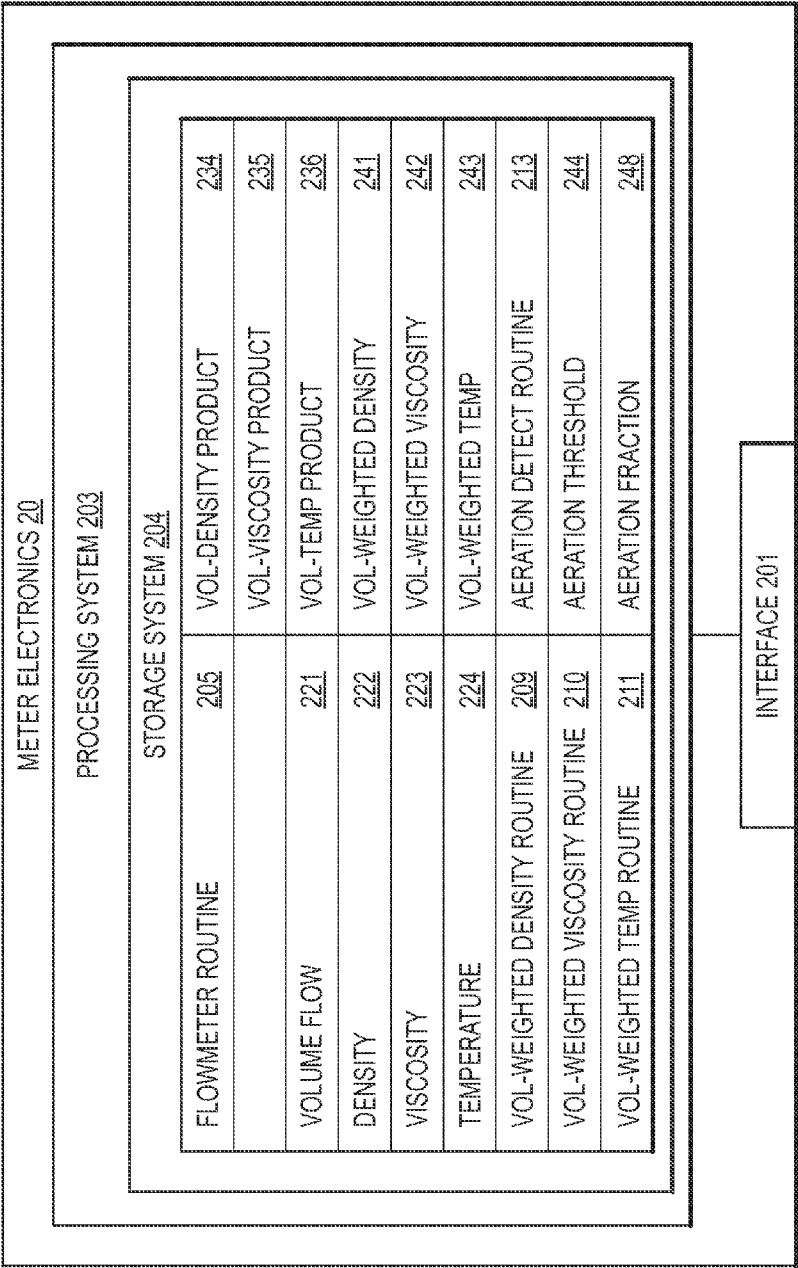 METER ELECTRONICS 20
PROCESSING SYSTEM 203
STORAGE SYSTEM 204
FLOWMETER ROUTINE 205 VOL-DENSITY PRODUCT 234
VOL-VISCOSITY PRODUCT 235
VOLUME FLOW 221 VOL-TEMP PRODUCT 236
DENSITY 222 VOL-WEIGHTED DENSITY 241
VISCOSITY 223 VOL-WEIGHTED VISCOSITY 242
TEMPERATURE 224 VOL-WEIGHTED TEMP 243
VOL-WEIGHTED DENSITY ROUTINE 209 AERATION DETECT ROUTINE 213
VOL-WEIGHTED VISCOSITY ROUTINE 210 AERATION THRESHOLD 244
VOL-WEIGHTED TEMP ROUTINE 211 AERATION FRACTION 248
INTERFACE 201